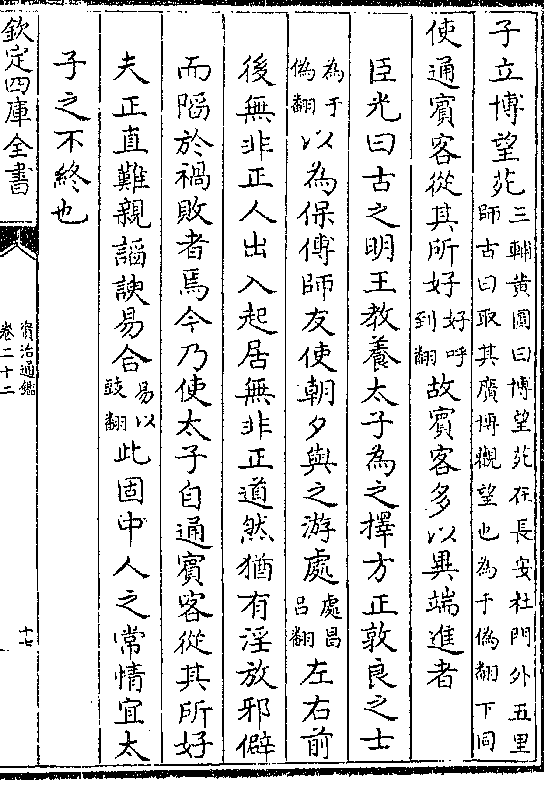 子立博望苑三輔黄圖曰博望苑在長安杜門外五里師古曰取其廣博觀望也為于偽翻下同
使通賓客從其所好好呼到翻故賓客多以異端進者
臣光曰古之明王教養太子為之擇方正敦良之士
為于偽翻以為保傅師友使朝夕與之游處處昌吕翻左右前
後無非正人出入起居無非正道然猶有淫放邪僻
而陷於禍敗者焉今乃使太子自通賓客從其所好
夫正直難親謟諛易合易以豉翻此固中人之常情宜太
子之不終也
欽定四庫全書
資治通鑑
卷二十二
十七